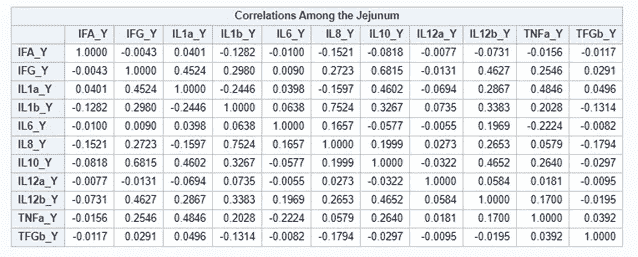 Correlations Among the Jejunum
IFA_Y IFG_Y IL1a_Y IL1b_Y IL6_Y IL8_Y IL10_Y IL12a_Y IL12b_Y TNFa_Y TFGb_Y
IFA_Y 1.0000 -0.0043 0.0401 -0.1282 -0.0100 -0.1521 -0.0818 -0.0077 -0.0731 -0.0156 -0.0117
IFG_Y -0.0043 1.0000 0.4524 0.2980 0.0090 0.2723 0.6815 -0.0131 0.4627 0.2546 0.0291
IL1a_Y 0.0401 0.4524 1.0000 -0.2446 0.0398 -0.1597 0.4602 -0.0694 0.2867 0.4846 0.0496
IL1b_Y -0.1282 0.2980 -0.2446 1.0000 0.0638 0.7524 0.3267 0.0735 0.3383 0.2028 -0.1314
IL6_Y -0.0100 0.0090 0.0398 0.0638 1.0000 0.1657 -0.0577 -0.0055 0.1969 -0.2224 -0.0082
IL8_Y -0.1521 0.2723 -0.1597 0.7524 0.1657 1.0000 0.1999 0.0273 0.2653 0.0579 -0.1794
IL10_Y -0.0818 0.6815 0.4602 0.3267 -0.0577 0.1999 1.0000 -0.0322 0.4652 0.2640 -0.0297
IL12a_Y -0.0077 -0.0131 -0.0694 0.0735 -0.0055 0.0273 -0.0322 1.0000 0.0584 0.0181 -0.0095
IL12b_Y -0.0731 0.4627 0.2867 0.3383 0.1969 0.2653 0.4652 0.0584 1.0000 0.1700 -0.0195
TNFa_Y -0.0156 0.2546 0.4846 0.2028 -0.2224 0.0579 0.2640 0.0181 0.1700 1.0000 0.0392
TFGb_Y -0.0117 0.0291 0.0496 -0.1314 -0.0082 -0.1794 -0.0297 -0.0095 -0.0195 0.0392 1.0000